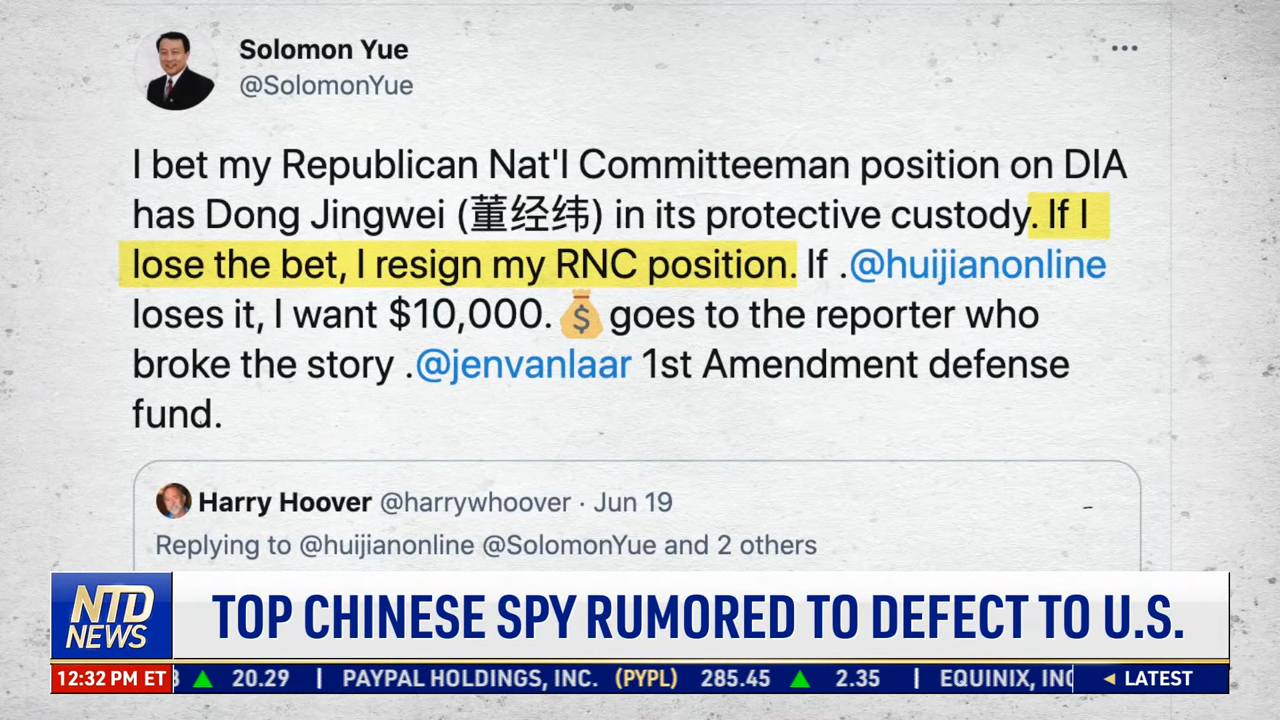 Solomon Yue
@SolomonYue
I bet my Republican Nat'l Committeeman position on DIA
has Dong Jingwei (董经纬) in its protective custody. If I
lose the bet, I resign my RNC position. If .@huijianonline
loses it, I want $10,000. 💰 goes to the reporter who
broke the story .@jenvanlaar 1st Amendment defense
fund.
Harry Hoover @harrywhoover · Jun 19
Replying to @huijianonline @SolomonYue and 2 others
NTD
NEWS
TOP CHINESE SPY RUMORED TO DEFECT TO U.S.
12:32 PM ET ▲ 20.29 | PAYPAL HOLDINGS, INC. (PYPL) 285.45 ▲ 2.35 | EQUINIX, ◄ LATEST